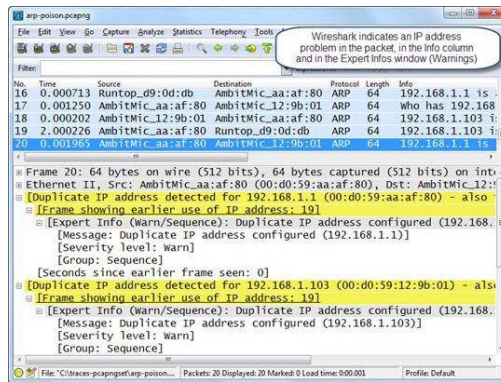 arp-poison.pcapng
File Edit View Go Capture Analyze Statistics Telephony Tools
Wireshark indicates an IP address
problem in the packet, in the Info column
and in the Expert Infos window (Warnings)
Filter:
No. Time Source Destination Protocol Length Info
16 0.000713 Runtop_d9:0d:db AmbitMic_aa:af:80 ARP 64 192.168.1.1 is
17 0.001250 AmbitMic_aa:af:80 AmbitMic_12:9b:01 ARP 64 Who has 192.168
18 0.000202 AmbitMic_12:9b:01 AmbitMic_aa:af:80 ARP 64 192.168.1.103 i
19 2.000226 AmbitMic_aa:af:80 Runtop_d9:0d:db ARP 64 192.168.1.103 i
20 0.001965 AmbitMic_aa:af:80 AmbitMic_12:9b:01 ARP 64 192.168.1.1 is
Frame 20: 64 bytes on wire (512 bits), 64 bytes captured (512 bits) on int
Ethernet II, Src: AmbitMic_aa:af:80 (00:d0:59:aa:af:80), Dst: AmbitMic_12:9
[Duplicate IP address detected for 192.168.1.1 (00:d0:59:aa:af:80) - also
[Frame showing earlier use of IP address: 19]
[Expert Info (Warn/Sequence): Duplicate IP address configured (192.168.
[Message: Duplicate IP address configured (192.168.1.1)]
[Severity level: Warn]
[Group: Sequence]
[Seconds since earlier frame seen: 0]
[Duplicate IP address detected for 192.168.1.103 (00:d0:59:12:9b:01) - also
[Frame showing earlier use of IP address: 19]
[Expert Info (Warn/Sequence): Duplicate IP address configured (192.168.
[Message: Duplicate IP address configured (192.168.1.103)]
[Severity level: Warn]
[Group: Sequence]
File: "C:\traces-pcapngset\arp-poison... Packets: 20 Displayed: 20 Marked: 0 Load time: 0:00.001 Profile: Default